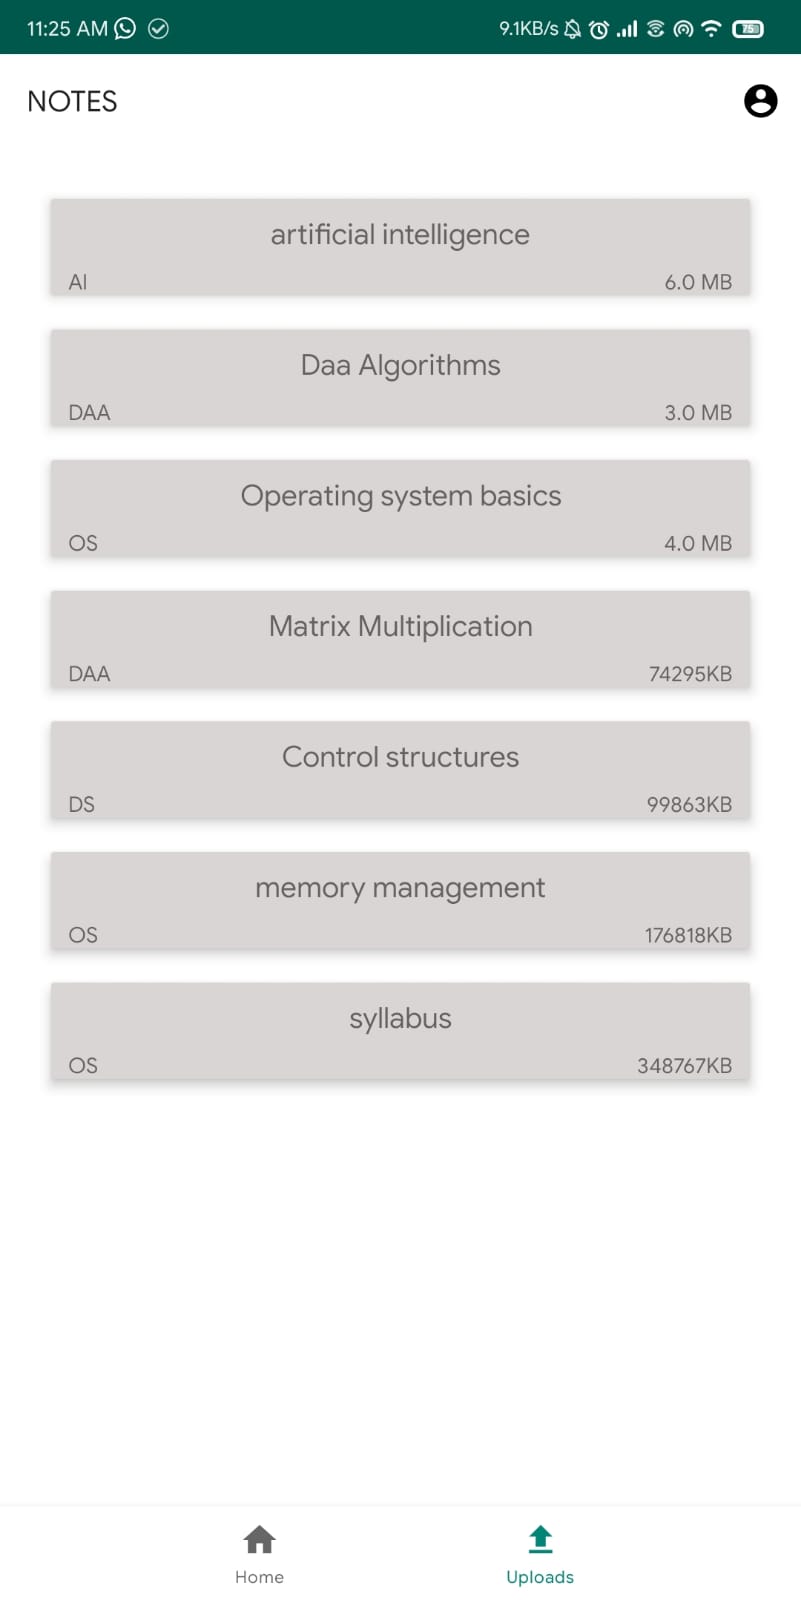 11:25 AM
9.1KB/s
75
NOTES
artificial intelligence
AI 6.0 MB
Daa Algorithms
DAA 3.0 MB
Operating system basics
OS 4.0 MB
Matrix Multiplication
DAA 74295KB
Control structures
DS 99863KB
memory management
OS 176818KB
syllabus
OS 348767KB
Home Uploads